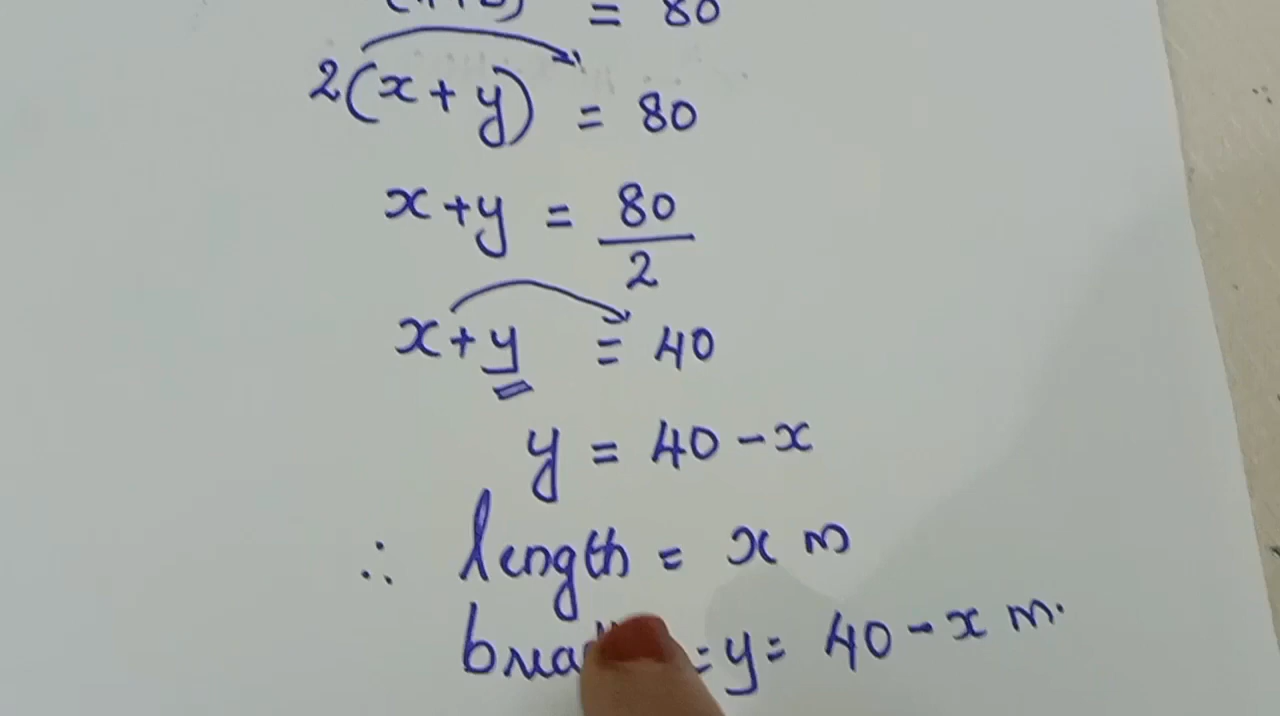 = 80
2(x + y) = 80
x + y = 80/2
x + y = 40
y = 40 - x
∴ length = x m
= y = 40 - x m.